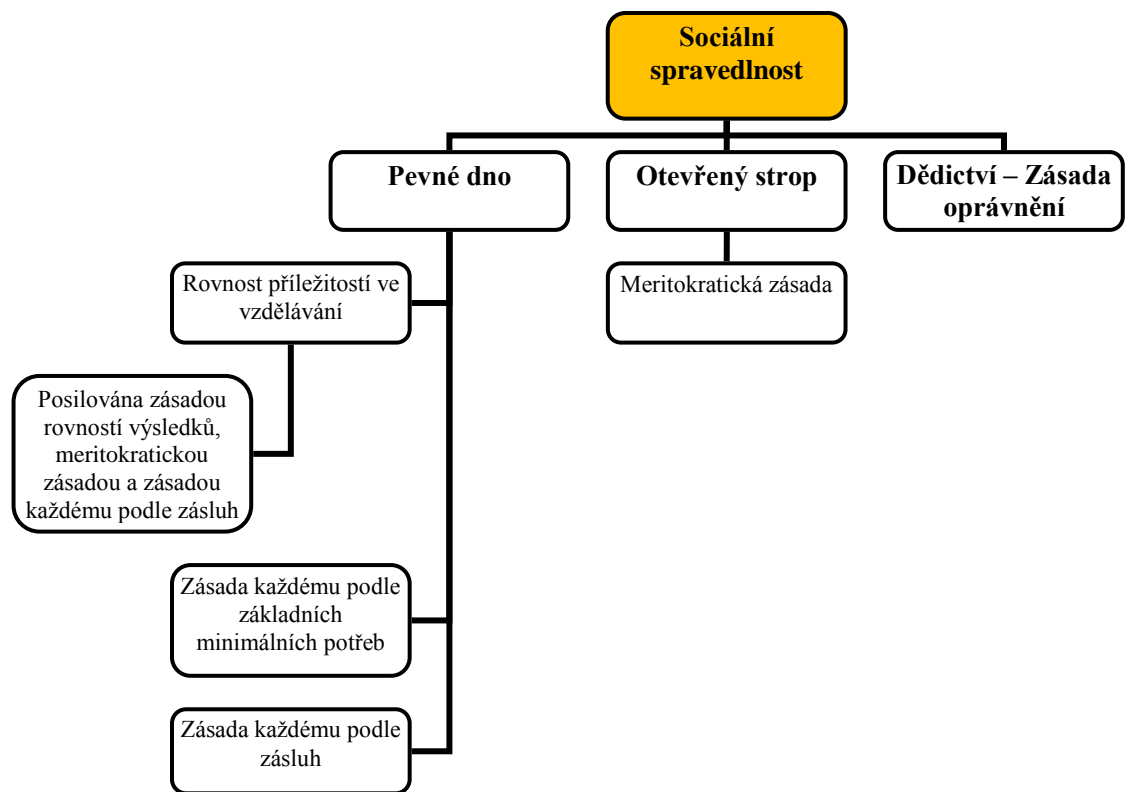 Sociální
spravedlnost
Pevné dno
Otevřený strop
Dědictví – Zásada
oprávnění
Rovnost příležitostí ve
vzdělávání
Meritokratická zásada
Posilována zásadou
rovností výsledků,
meritokratickou
zásadou a zásadou
každému podle zásluh
Zásada každému podle
základních
minimálních potřeb
Zásada každému podle
zásluh